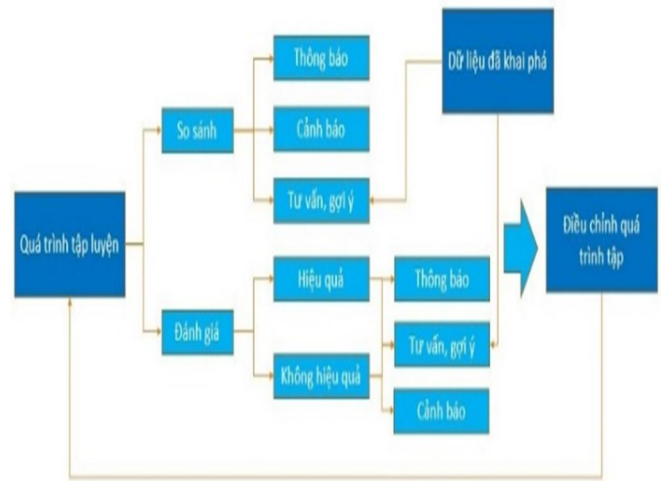 Thông báo
Dữ liệu đã khai phá
So sánh
Cảnh báo
Tư vấn, gợi ý
Quá trình tập luyện
Điều chỉnh quá
trình tập
Hiệu quả
Thông báo
Đánh giá
Tư vấn, gợi ý
Không hiệu quả
Cảnh báo